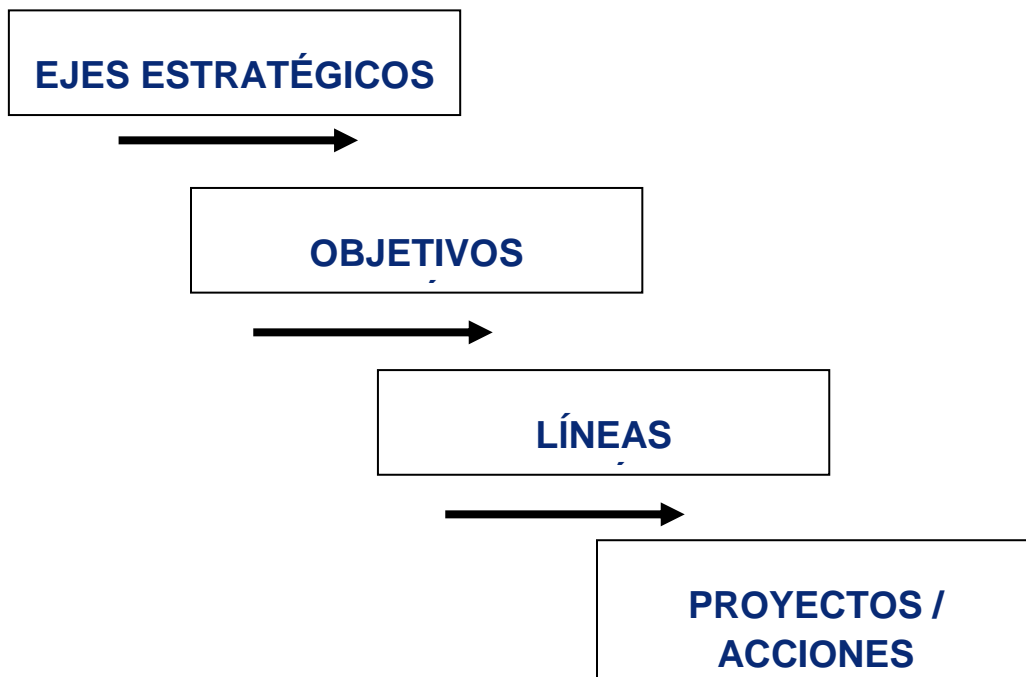 EJES ESTRATÉGICOS
OBJETIVOS
LÍNEAS
PROYECTOS /
ACCIONES